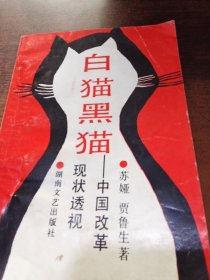 白猫黑猫
——中国改革
现状透视
●苏娅 贾鲁生著
●湖南文艺出版社